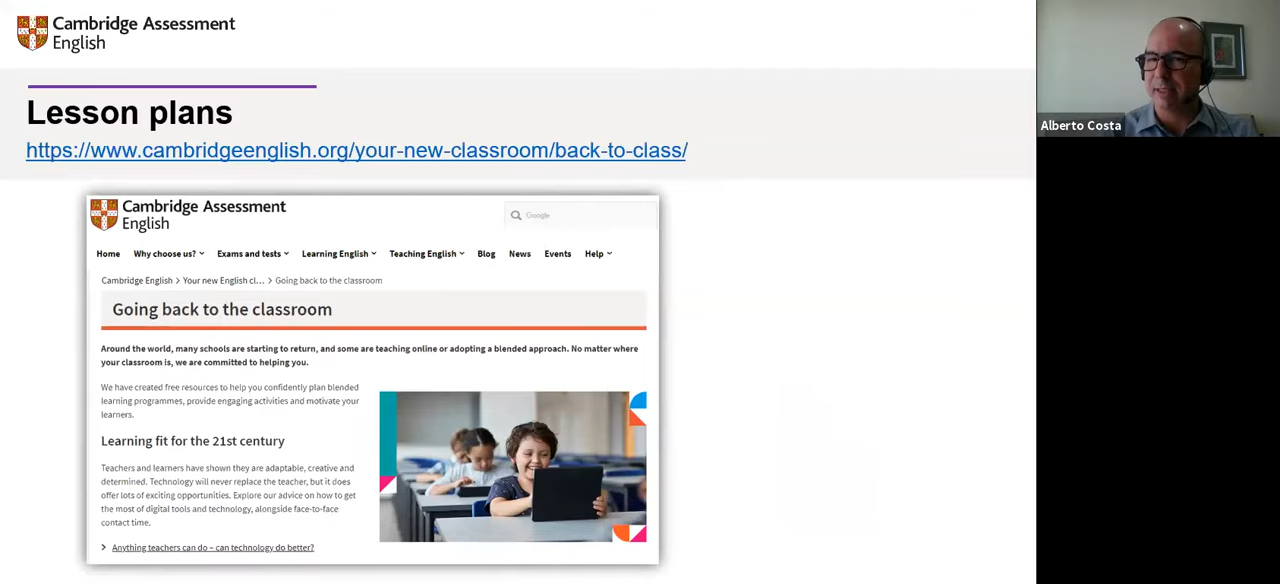 Cambridge Assessment
English
Lesson plans
https://www.cambridgeenglish.org/your-new-classroom/back-to-class/
Alberto Costa
Cambridge Assessment
English
Google
Home Why choose us? Exams and tests Learning English Teaching English Blog News Events Help
Cambridge English > Your new English cl... > Going back to the classroom
Going back to the classroom
Around the world, many schools are starting to return, and some are teaching online or adopting a blended approach. No matter where
your classroom is, we are committed to helping you.
We have created free resources to help you confidently plan blended
learning programmes, provide engaging activities and motivate your
learners.
Learning fit for the 21st century
Teachers and learners have shown they are adaptable, creative and
determined. Technology will never replace the teacher, but it does
offer lots of exciting opportunities. Explore our advice on how to get
the most of digital tools and technology, alongside face-to-face
contact time.
> Anything teachers can do – can technology do better?